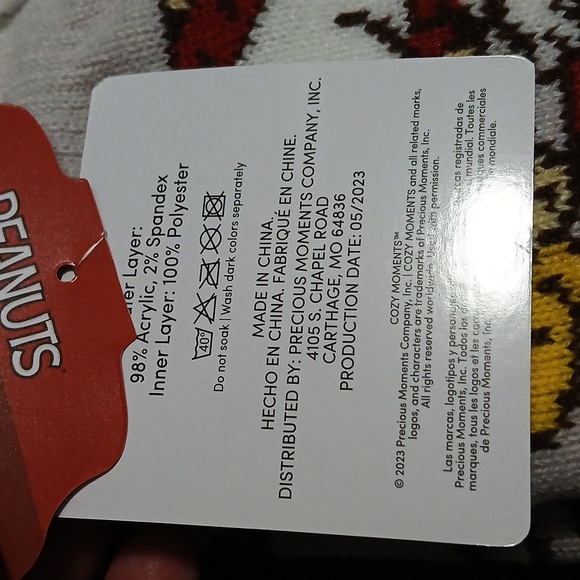 PEANUTS
Layer:
98% Acrylic, 2% Spandex
Inner Layer: 100% Polyester
40°
Do not soak | Wash dark colors separately
MADE IN CHINA.
HECHO EN CHINA. FABRIQUÉ EN CHINE.
DISTRIBUTED BY: PRECIOUS MOMENTS COMPANY, INC.
4105 S. CHAPEL ROAD
CARTHAGE, MO 64836
PRODUCTION DATE: 05/2023
COZY MOMENTS™
© 2023 Precious Moments Company, Inc. | COZY MOMENTS and all related marks,
logos, and characters are trademarks of Precious Moments, Inc.
All rights reserved worldwide. Used with permission.
Las marcas, logotipos y personajes registradas de
Precious Moments, Inc. Todos los mundial. Toutes les
marques, tous les logos et les commerciales
de Precious Moments, Inc. mondiale.